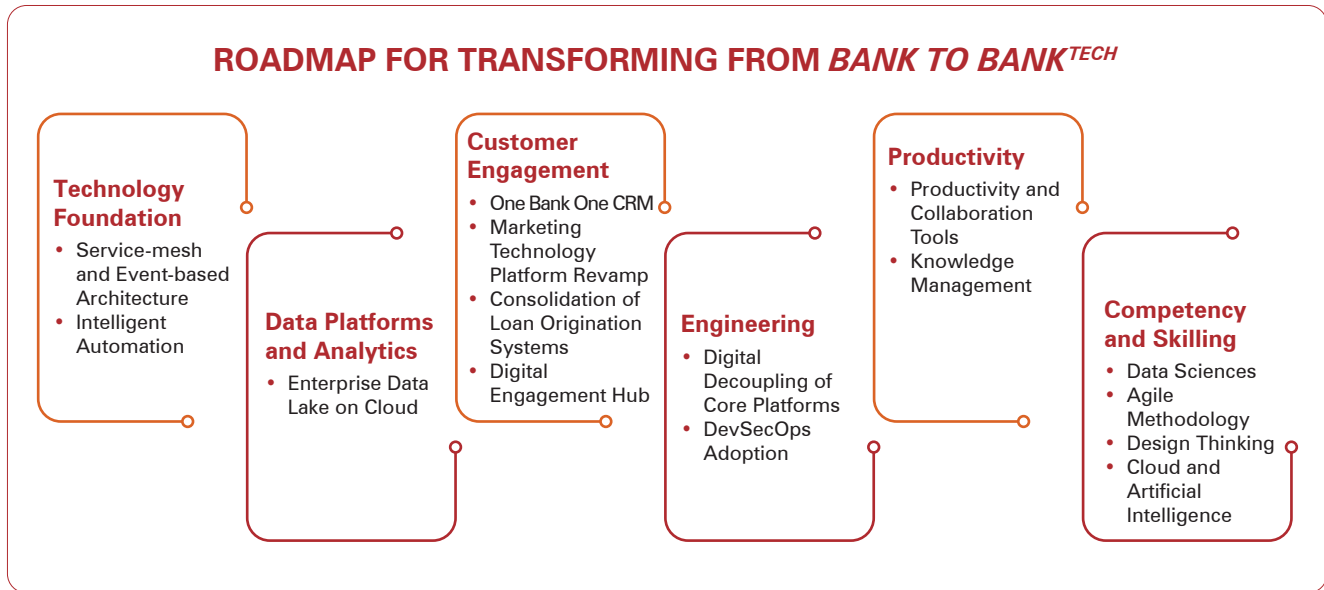 ROADMAP FOR TRANSFORMING FROM BANK TO BANK^TECH
Technology
Foundation
• Service-mesh
and Event-based
Architecture
• Intelligent
Automation
Data Platforms
and Analytics
• Enterprise Data
Lake on Cloud
Customer
Engagement
• One Bank One CRM
• Marketing
Technology
Platform Revamp
• Consolidation of
Loan Origination
Systems
• Digital
Engagement Hub
Engineering
• Digital
Decoupling of
Core Platforms
• DevSecOps
Adoption
Productivity
• Productivity and
Collaboration
Tools
• Knowledge
Management
Competency
and Skilling
• Data Sciences
• Agile
Methodology
• Design Thinking
• Cloud and
Artificial
Intelligence